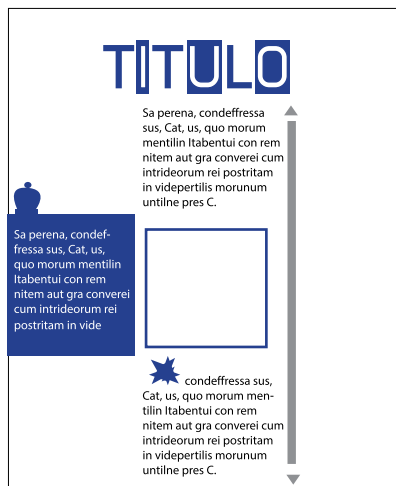 TITULO
Sa perena, condeffressa
sus, Cat, us, quo morum
mentilin Itabentui con rem
nitem aut gra converei cum
intrideorum rei postritam
in videpertilis morunum
untilne pres C.
Sa perena, condef-
fressa sus, Cat, us,
quo morum mentilin
Itabentui con rem
nitem aut gra converei
cum intrideorum rei
postritam in vide
condeffressa sus,
Cat, us, quo morum men-
tilin Itabentui con rem
nitem aut gra converei cum
intrideorum rei postritam
in videpertilis morunum
untilne pres C.